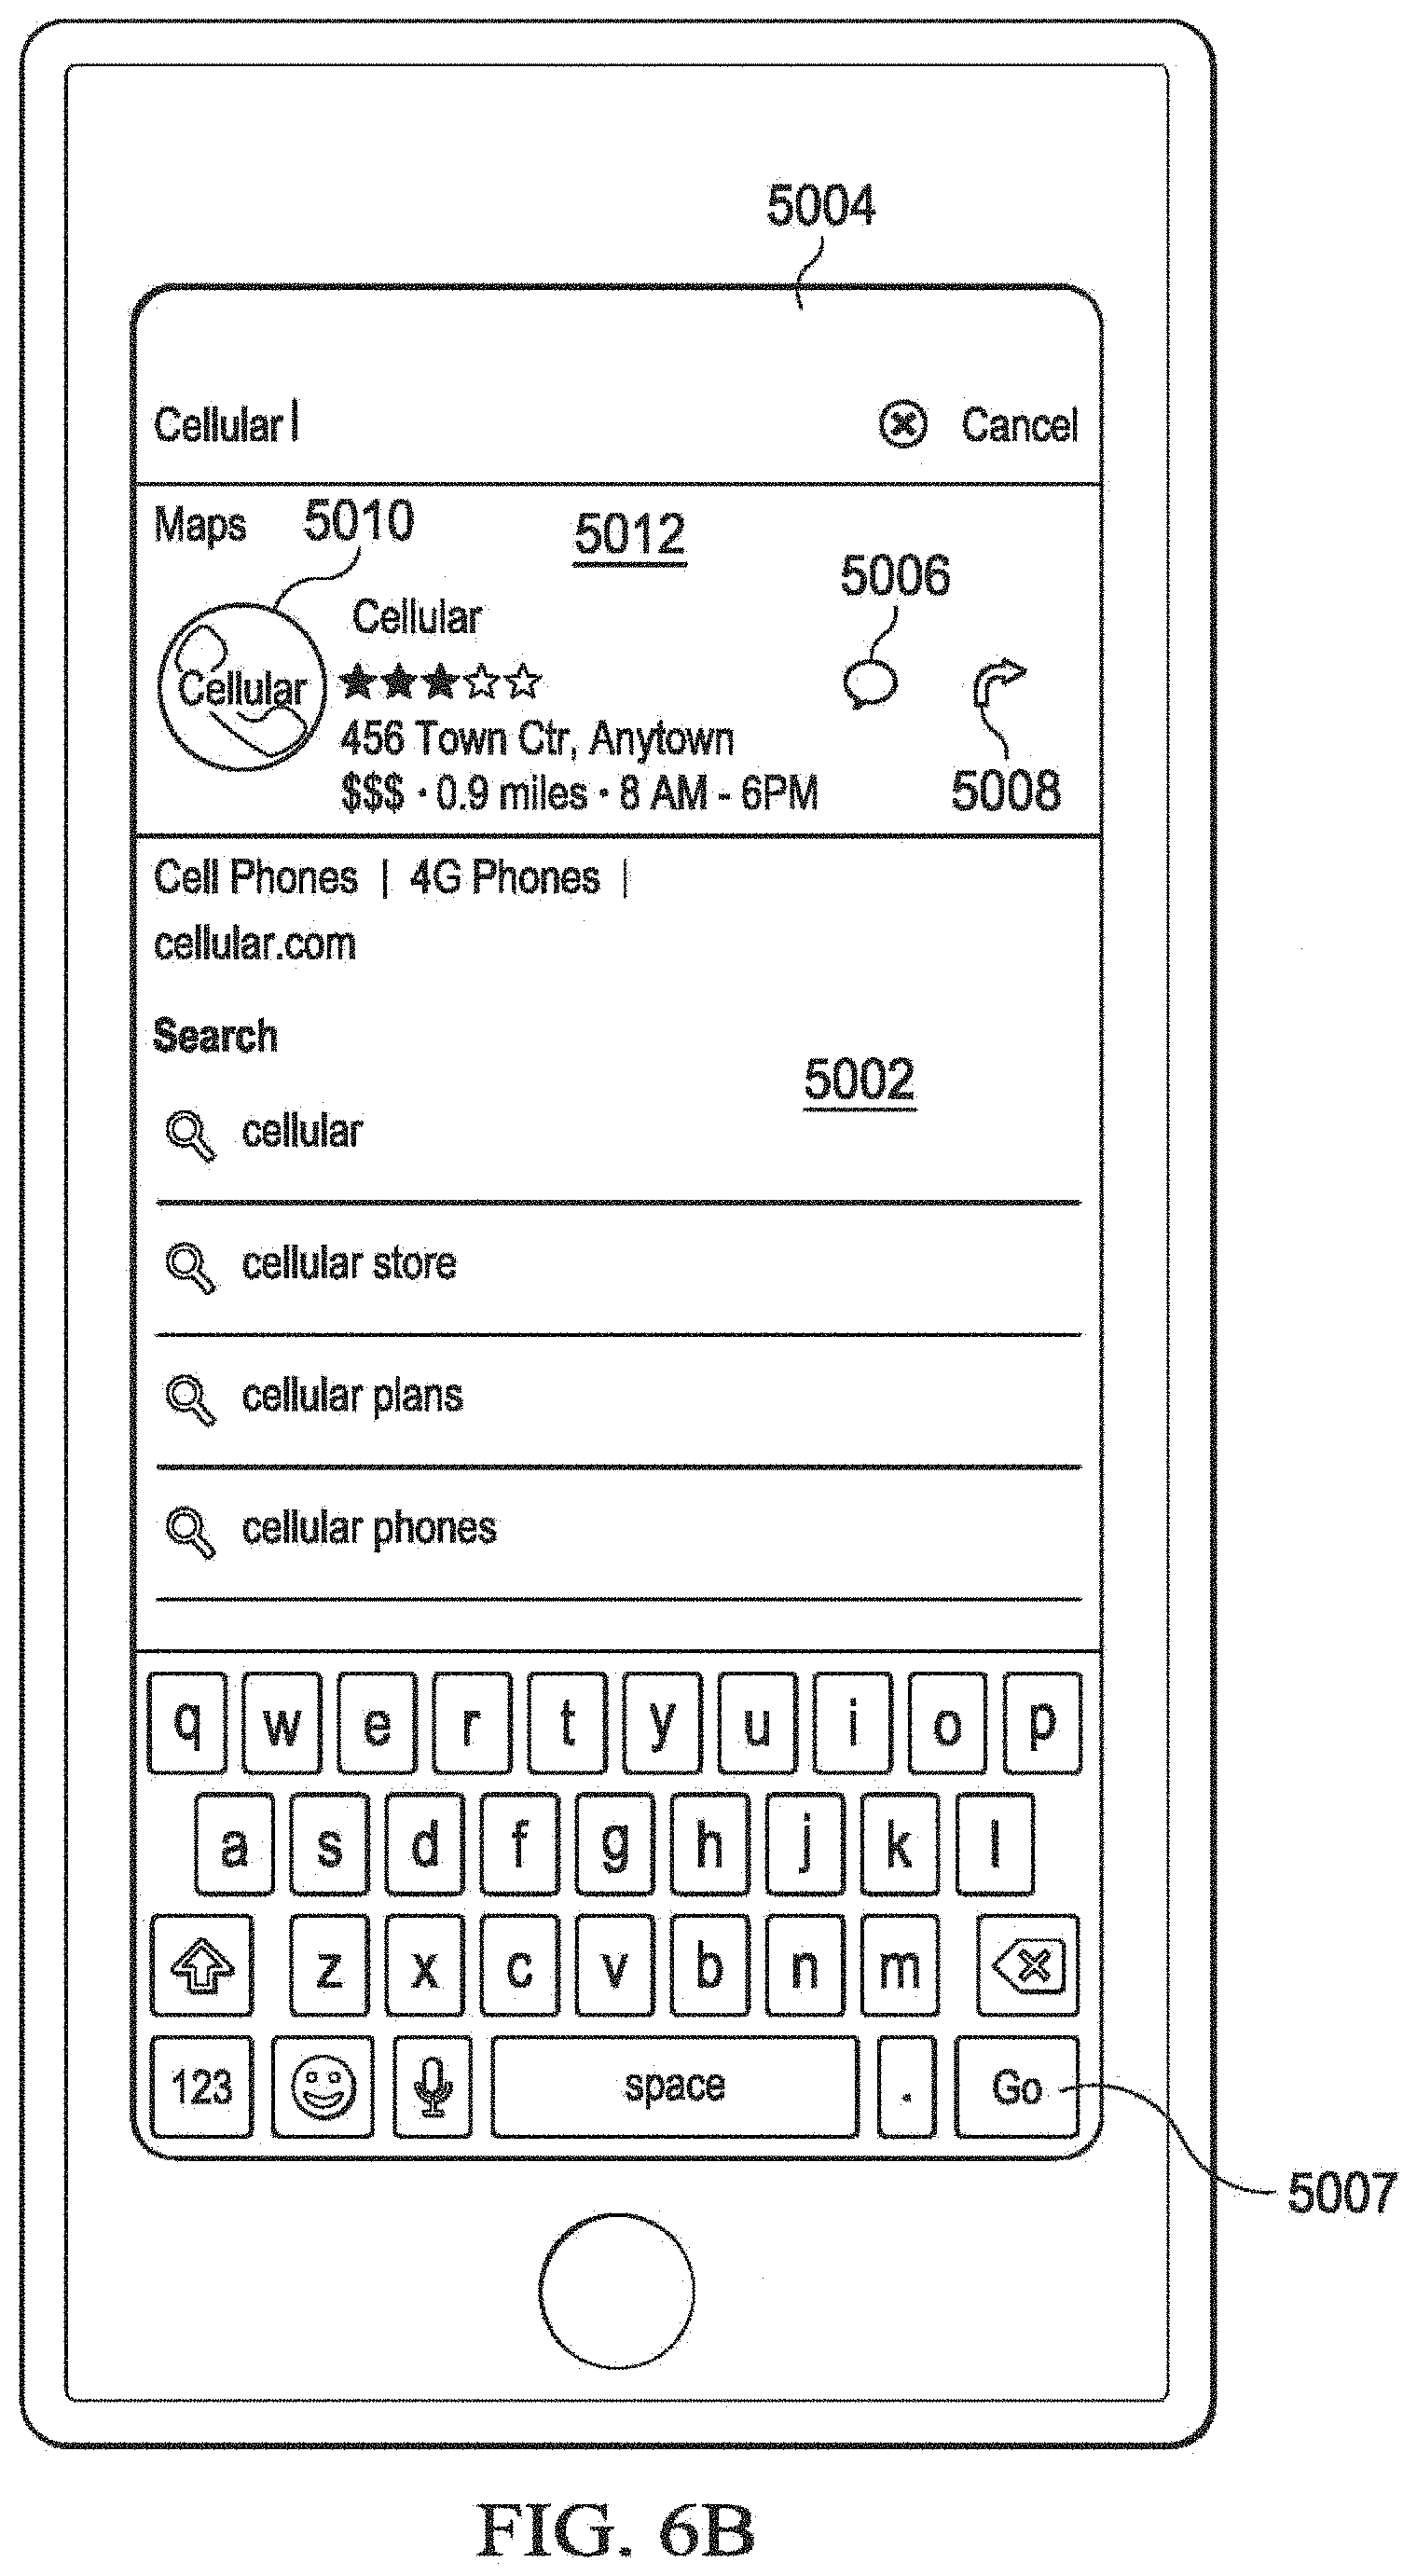 5004
Cellular Cancel
Maps 5010 5012
5006
Cellular
Cellular
456 Town Ctr, Anytown
$$$ · 0.9 miles · 8 AM - 6PM
5008
Cell Phones | 4G Phones |
cellular.com
Search
5002
cellular
cellular store
cellular plans
cellular phones
q w e r t y u i o p
a s d f g h j k l
z x c v b n m
123 space . Go
5007
FIG. 6B